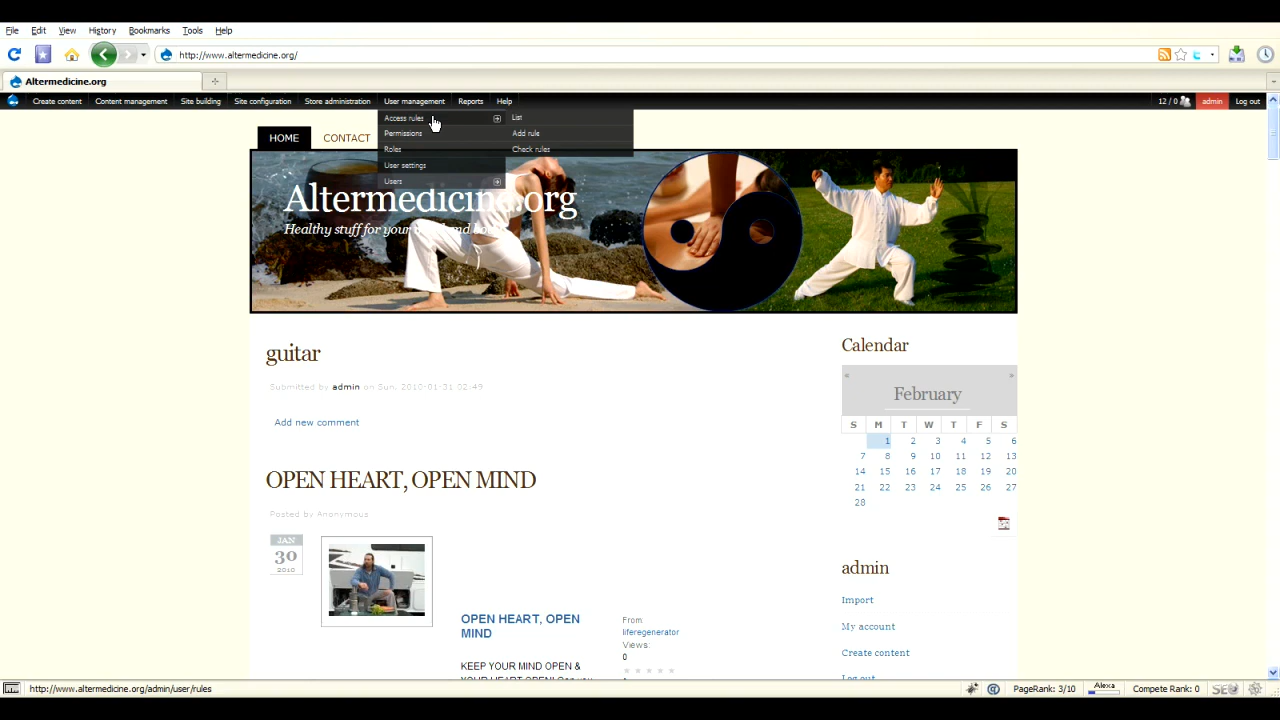 File Edit View History Bookmarks Tools Help
http://www.altermedicine.org/
Altermedicine.org
Create content Content management Site building Site configuration Store administration User management Reports Help 12 / 0 admin Log out
Access rules List
Permissions Add rule
Roles Check rules
User settings
Users
HOME CONTACT
Altermedicine.org
Healthy stuff for your
guitar
Submitted by admin on Sun, 2010-01-31 02:49
Add new comment
OPEN HEART, OPEN MIND
Posted by Anonymous
JAN
30
2010
OPEN HEART, OPEN
MIND
KEEP YOUR MIND OPEN &
From:
liferegenerator
Views:
0
Calendar
« »
February
S M T W T F S
1 2 3 4 5 6
7 8 9 10 11 12 13
14 15 16 17 18 19 20
21 22 23 24 25 26 27
28
admin
Import
My account
Create content
Log out
http://www.altermedicine.org/admin/user/rules PageRank: 3/10 Alexa Compete Rank: 0 SEO